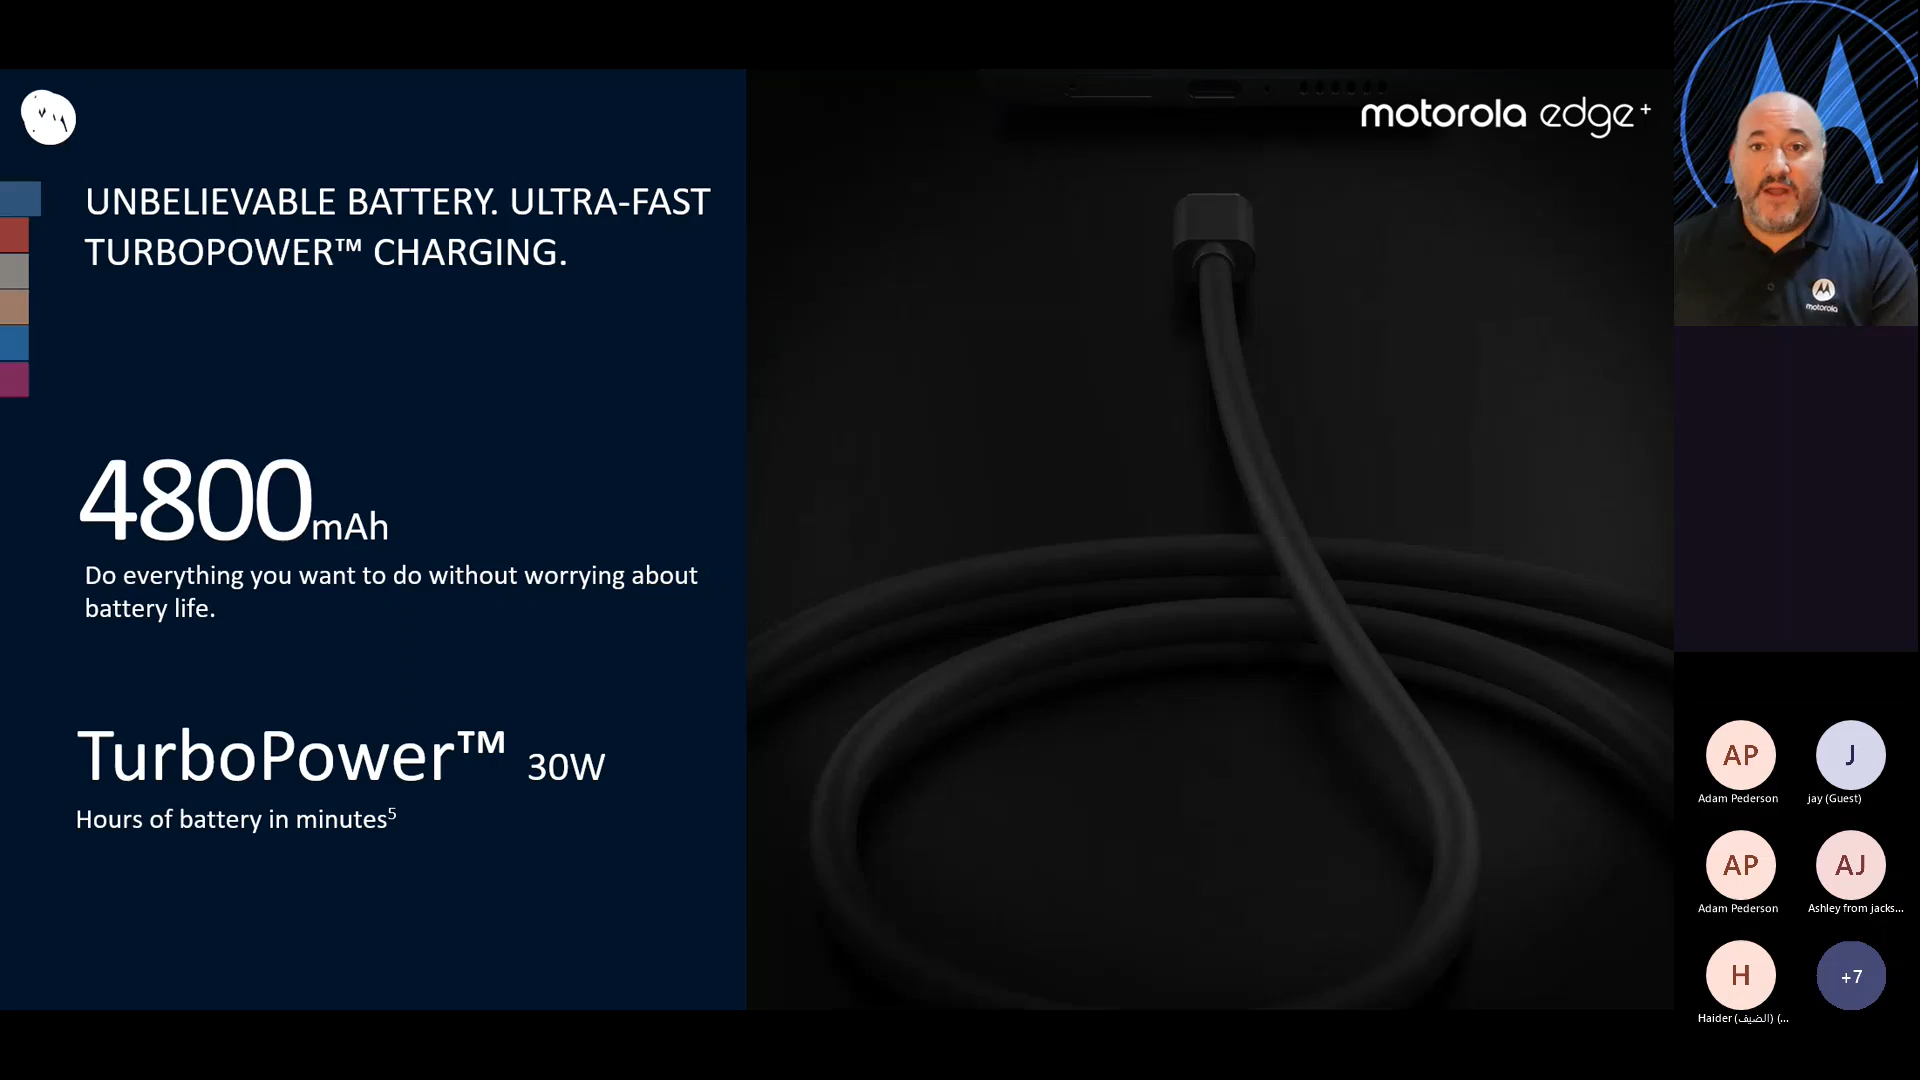 motorola edge+
UNBELIEVABLE BATTERY. ULTRA-FAST
TURBOPOWER™ CHARGING.
4800mAh
Do everything you want to do without worrying about
battery life.
TurboPower™ 30W
Hours of battery in minutes⁵
motorola
AP
Adam Pederson
J
jay (Guest)
AP
Adam Pederson
AJ
Ashley from jacks...
H
Haider (الضيف) (...
+7